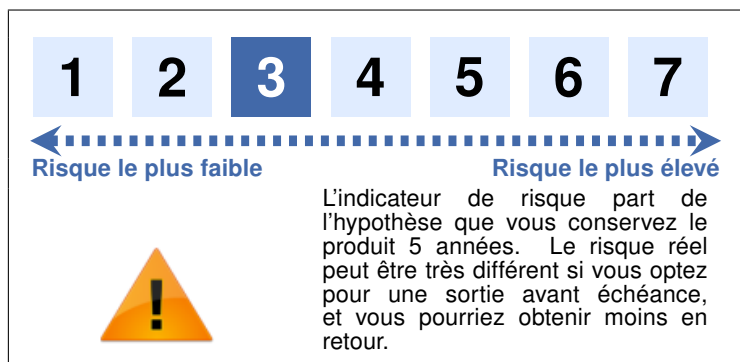 1 2 3 4 5 6 7
Risque le plus faible Risque le plus élevé
L'indicateur de risque part de
l'hypothèse que vous conservez le
produit 5 années. Le risque réel
peut être très différent si vous optez
pour une sortie avant échéance,
et vous pourriez obtenir moins en
retour.